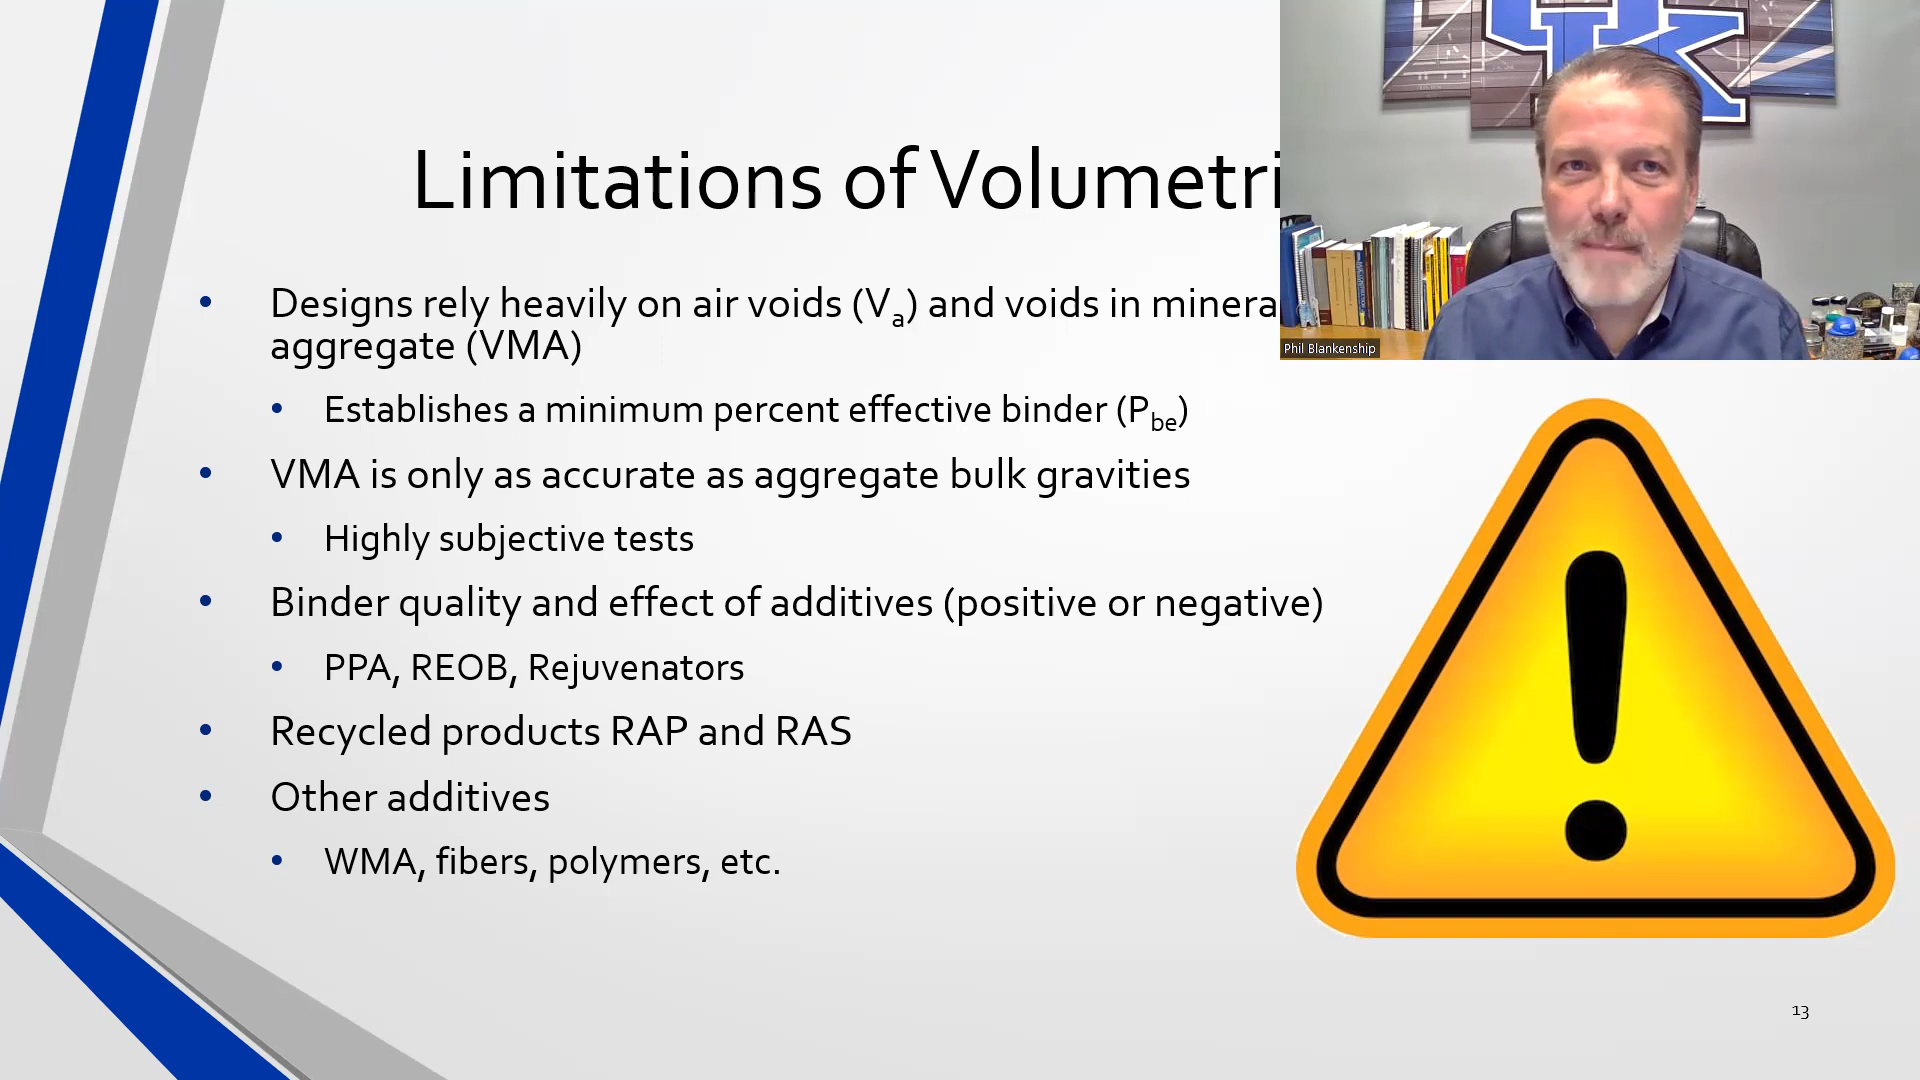 Limitations of Volumetri
• Designs rely heavily on air voids (Va) and voids in minera
aggregate (VMA)
• Establishes a minimum percent effective binder (Pbe)
• VMA is only as accurate as aggregate bulk gravities
• Highly subjective tests
• Binder quality and effect of additives (positive or negative)
• PPA, REOB, Rejuvenators
• Recycled products RAP and RAS
• Other additives
• WMA, fibers, polymers, etc.
UK
Phil Blankenship
13